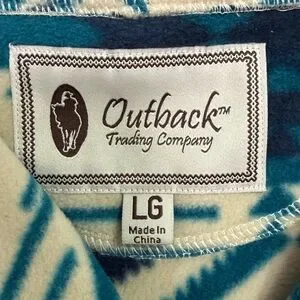 Outback™
Trading Company
LG
Made in
China